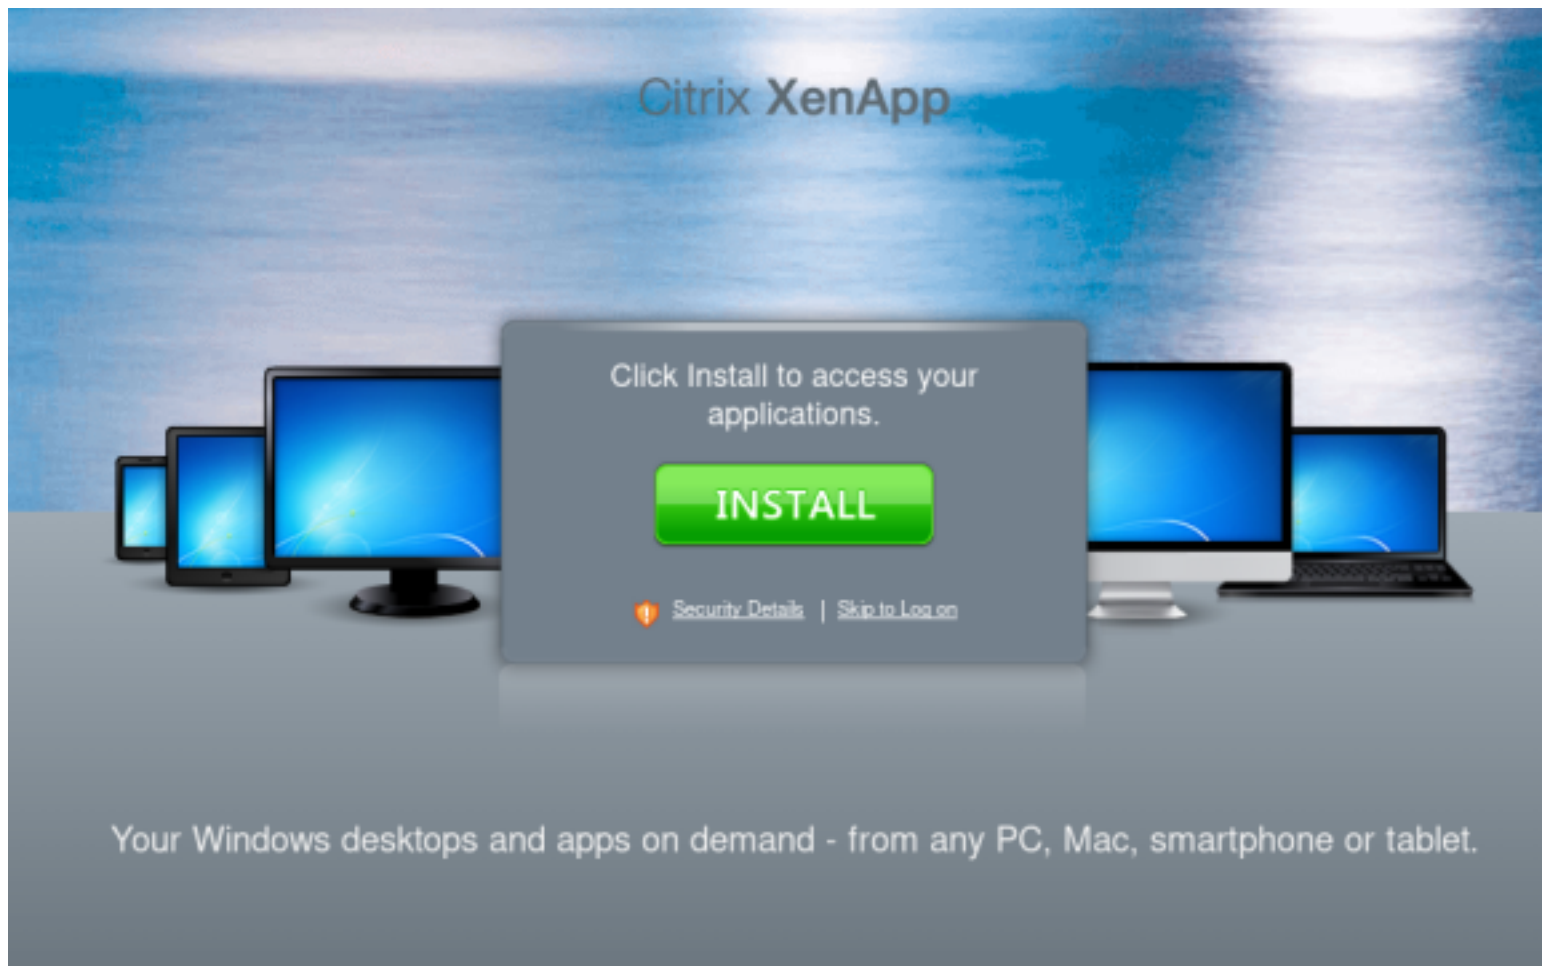 Citrix XenApp
Click Install to access your
applications.
INSTALL
Security Details | Skip to Log on
Your Windows desktops and apps on demand - from any PC, Mac, smartphone or tablet.